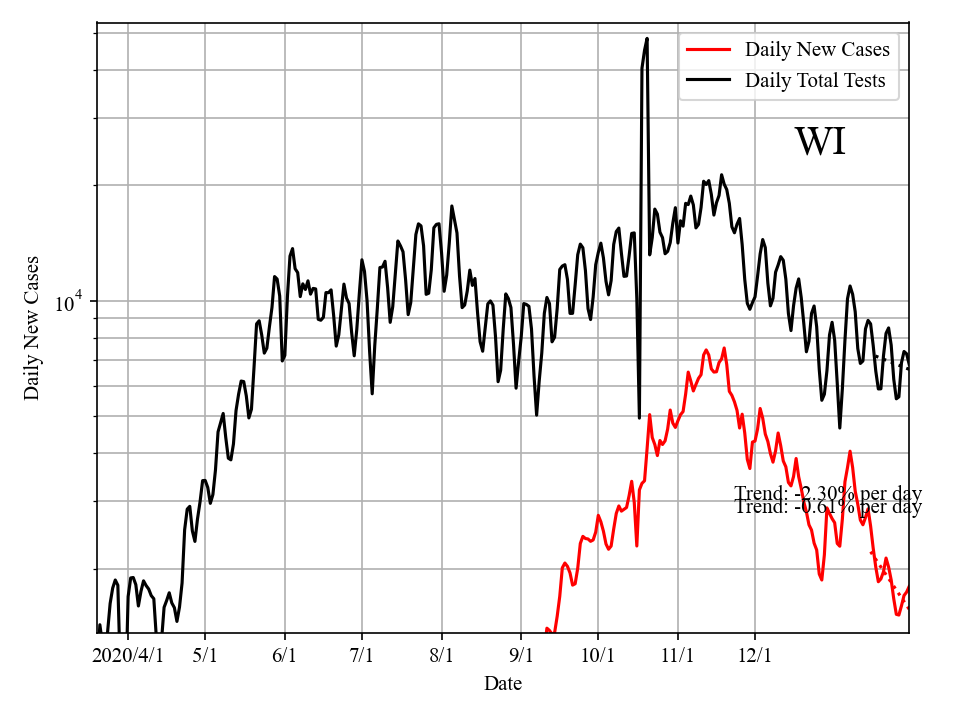 Daily New Cases
Daily Total Tests
WI
Daily New Cases
10^4
Trend: -2.30% per day
Trend: -0.61% per day
2020/4/1 5/1 6/1 7/1 8/1 9/1 10/1 11/1 12/1
Date